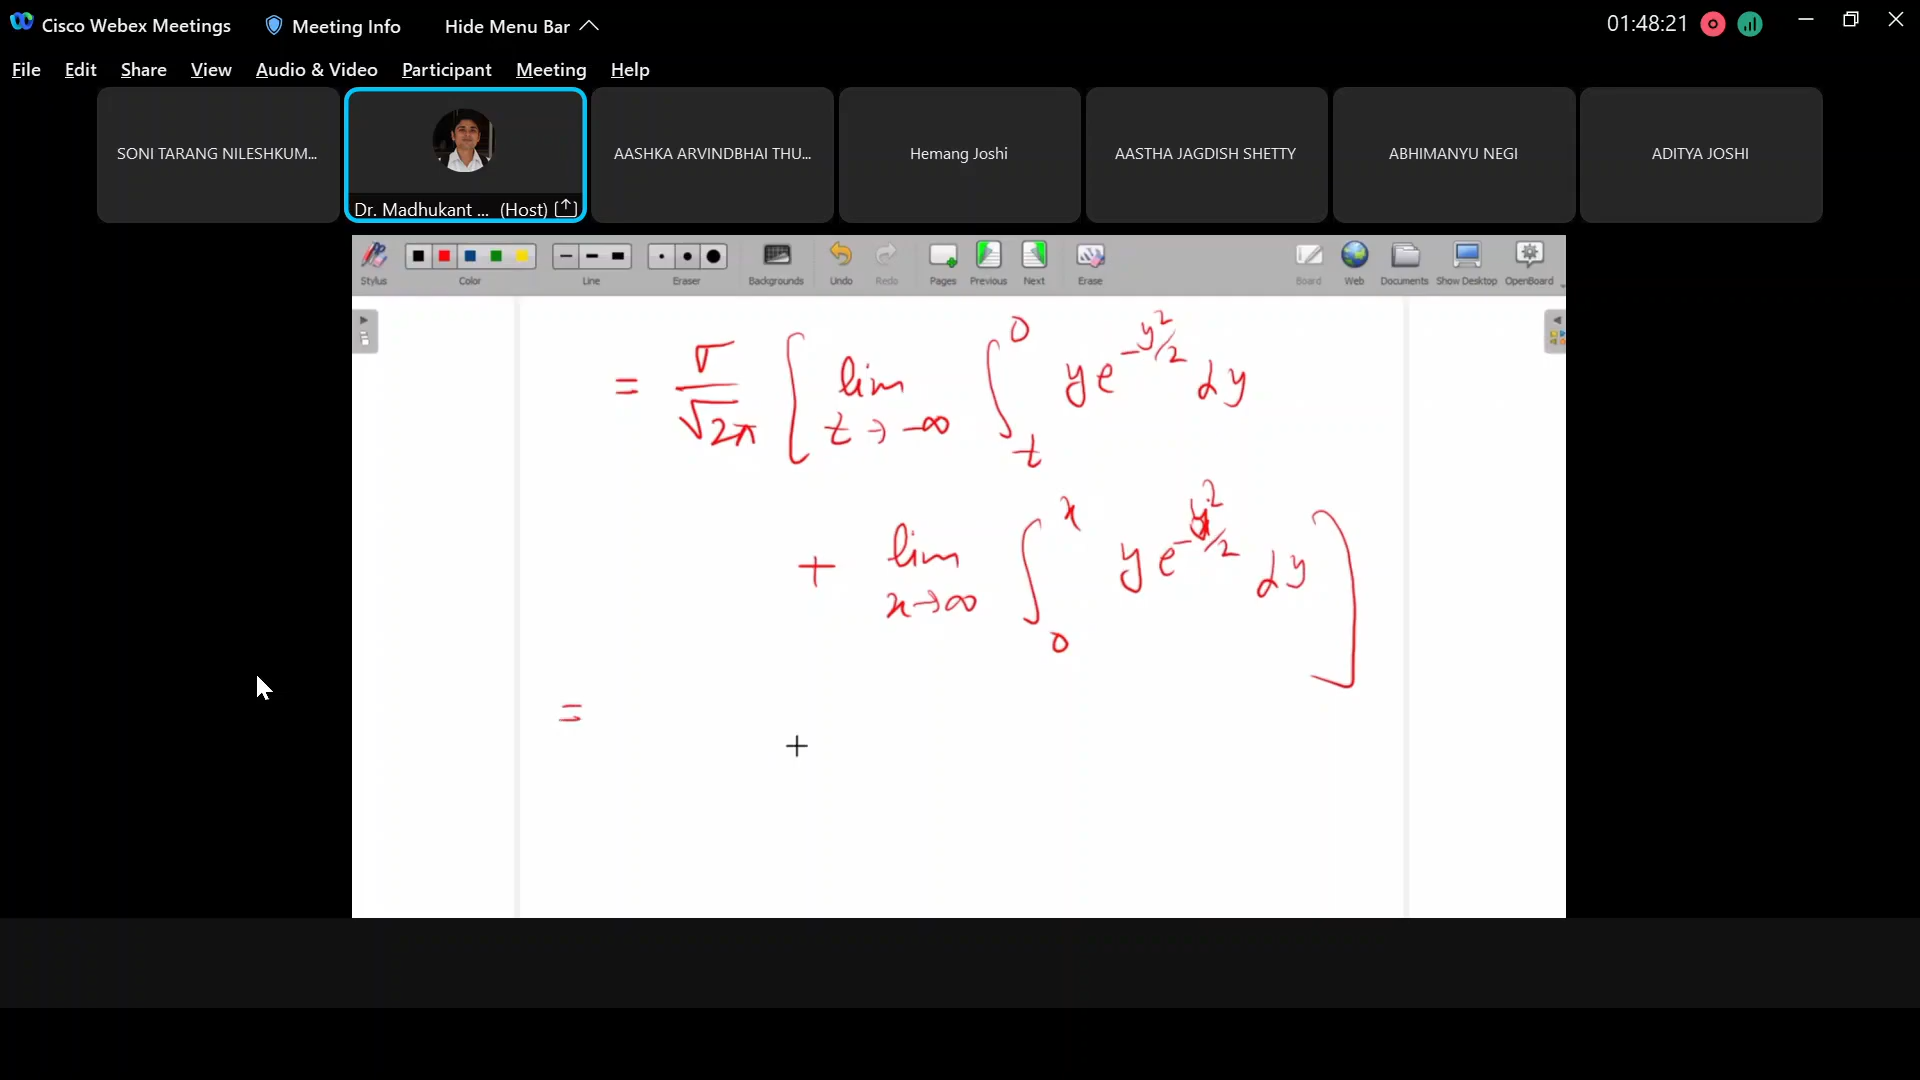 Cisco Webex Meetings Meeting Info Hide Menu Bar 01:48:21
File Edit Share View Audio & Video Participant Meeting Help
SONI TARANG NILESHKUM...
Dr. Madhukant ... (Host)
AASHKA ARVINDBHAI THU...
Hemang Joshi
AASTHA JAGDISH SHETTY
ABHIMANYU NEGI
ADITYA JOSHI
Stylus Color Line Eraser Backgrounds Undo Redo Pages Previous Next Erase Board Web Documents Show Desktop OpenBoard
= σ/√2π [ lim t→-∞ ∫_t^0 y e^{-y²/2} dy
+ lim x→∞ ∫_0^x y e^{-y²/2} dy ]
=